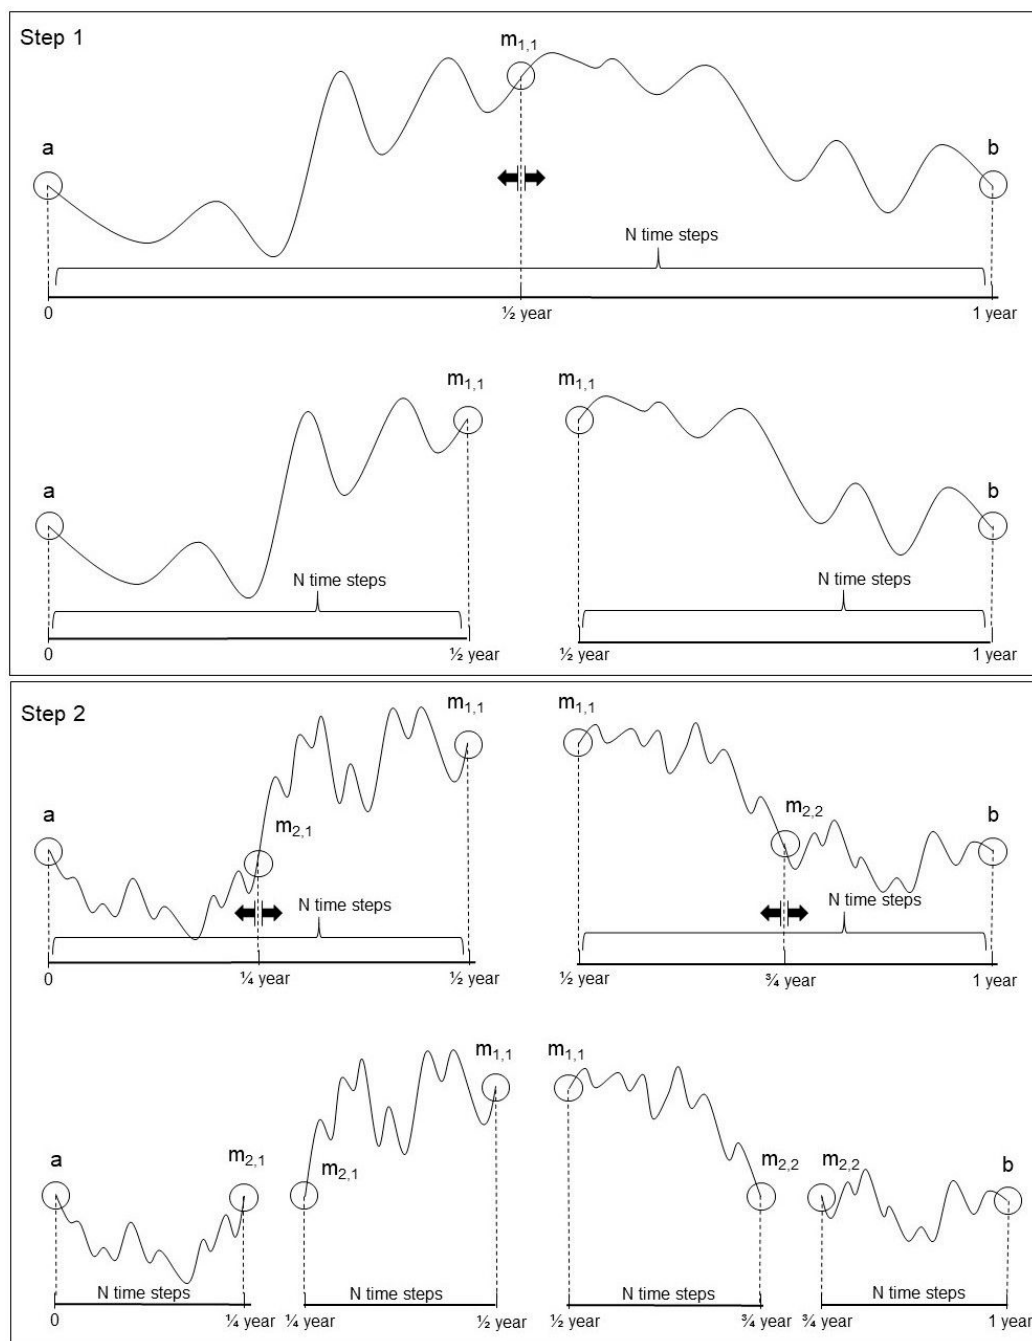 Step 1
m1,1
a
b
N time steps
0 ½ year 1 year
m1,1 m1,1
a
b
N time steps N time steps
0 ½ year ½ year 1 year
Step 2
m1,1 m1,1
a
m2,1
m2,2
b
N time steps N time steps
0 ¼ year ½ year ½ year ¾ year 1 year
m1,1 m1,1
a
m2,1
m2,1
m2,2 m2,2
b
N time steps N time steps N time steps N time steps
0 ¼ year ¼ year ½ year ½ year ¾ year ¾ year 1 year